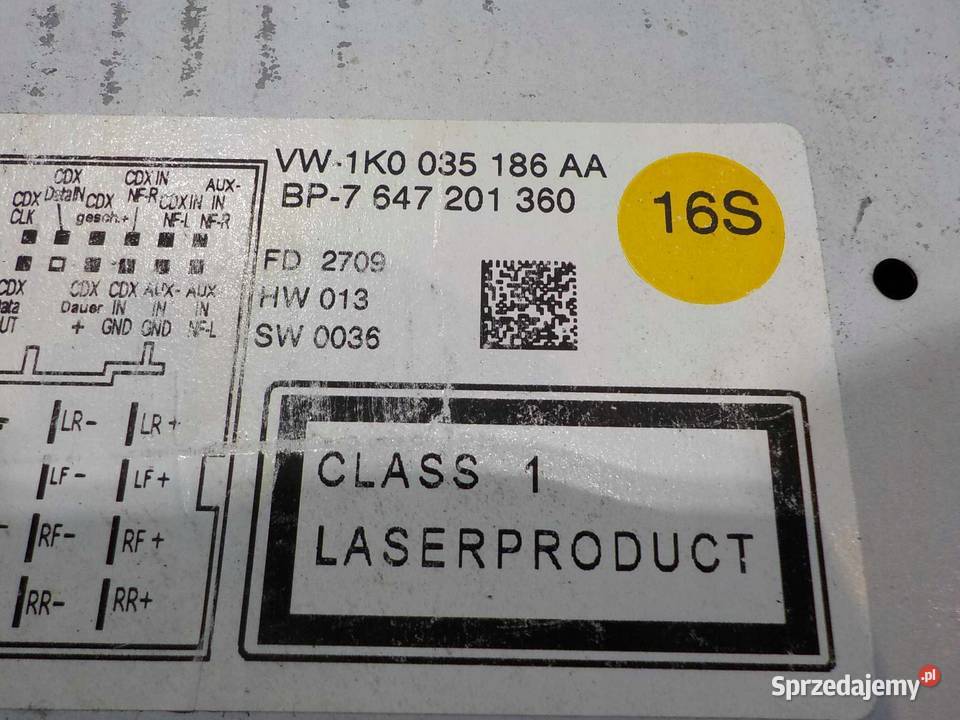 VW-1K0 035 186 AA
BP-7 647 201 360
16S
CDX CLK
CDX DataIN
CDX gesch.+
CDX IN NF-R
CDX IN NF-L
AUX-IN NF-R
FD 2709
HW 013
SW 0036
CDX
CDX Dauer +
CDX IN GND
AUX-IN GND
AUX IN NF-L
LR- LR+
LF- LF+
RF- RF+
RR- RR+
CLASS 1
LASERPRODUCT
Sprzedajemy.pl